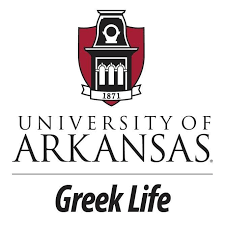 1871
UNIVERSITY OF
ARKANSAS®
Greek Life